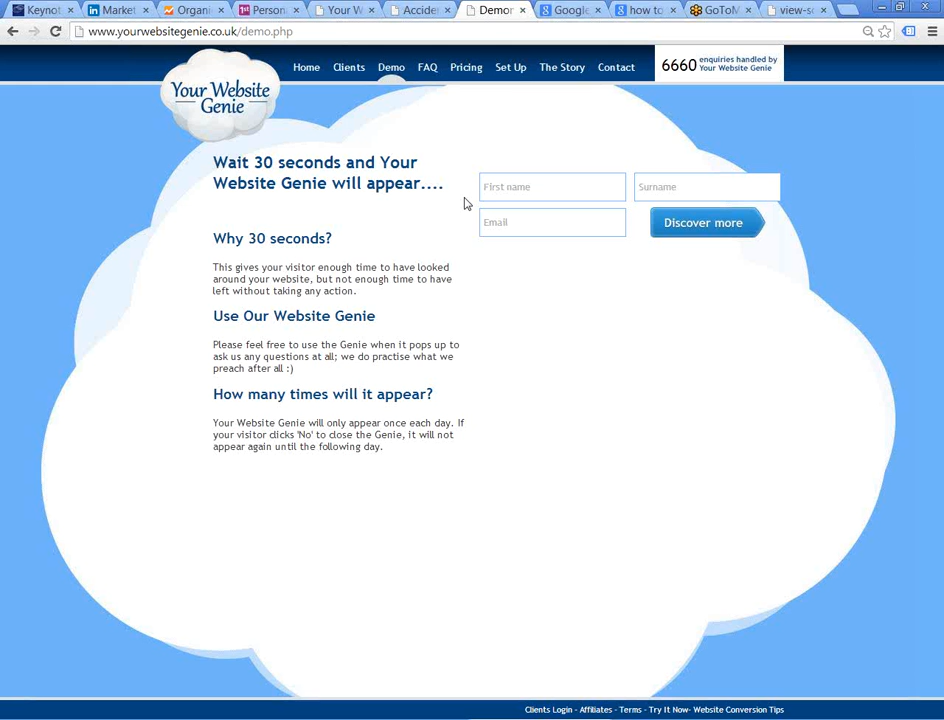 Keynot
Market
Organi
Person
Your W
Accide
Demor
Google
how to
GoToM
view-so
www.yourwebsitegenie.co.uk/demo.php
Your Website
Genie
Home Clients Demo FAQ Pricing Set Up The Story Contact
6660 enquiries handled by
Your Website Genie
Wait 30 seconds and Your
Website Genie will appear....
First name
Surname
Email
Discover more
Why 30 seconds?
This gives your visitor enough time to have looked
around your website, but not enough time to have
left without taking any action.
Use Our Website Genie
Please feel free to use the Genie when it pops up to
ask us any questions at all; we do practise what we
preach after all :)
How many times will it appear?
Your Website Genie will only appear once each day. If
your visitor clicks 'No' to close the Genie, it will not
appear again until the following day.
Clients Login - Affiliates - Terms - Try It Now- Website Conversion Tips